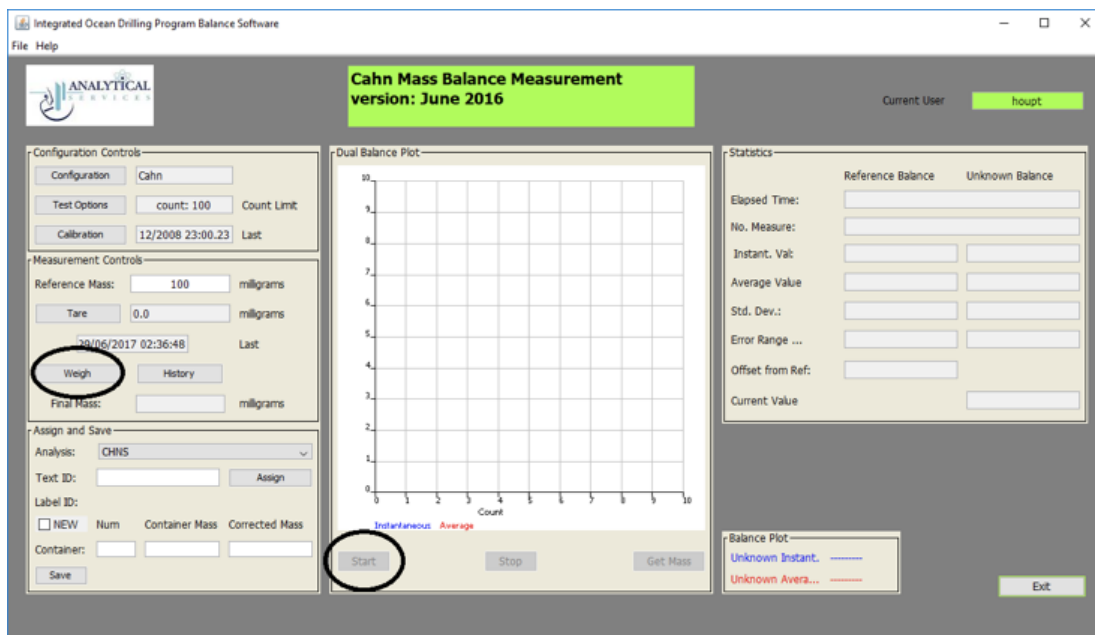 Integrated Ocean Drilling Program Balance Software
File Help
ANALYTICAL
SERVICES
Cahn Mass Balance Measurement
version: June 2016
Current User houpt
Configuration Controls
Configuration Cahn
Test Options count: 100 Count Limit
Calibration 12/2008 23:00.23 Last
Measurement Controls
Reference Mass: 100 milligrams
Tare 0.0 milligrams
29/06/2017 02:36:48 Last
Weigh History
Final Mass: milligrams
Assign and Save
Analysis: CHNS
Text ID: Assign
Label ID:
NEW Num Container Mass Corrected Mass
Container:
Save
Dual Balance Plot
10
9
8
7
6
5
4
3
2
1
0
0 1 2 3 4 5 6 7 8 9 10
Count
Instantaneous Average
Start Stop Get Mass
Statistics
Reference Balance Unknown Balance
Elapsed Time:
No. Measure:
Instant. Val:
Average Value
Std. Dev.:
Error Range ...
Offset from Ref:
Current Value
Balance Plot
Unknown Instant. ---------
Unknown Avera... ---------
Exit